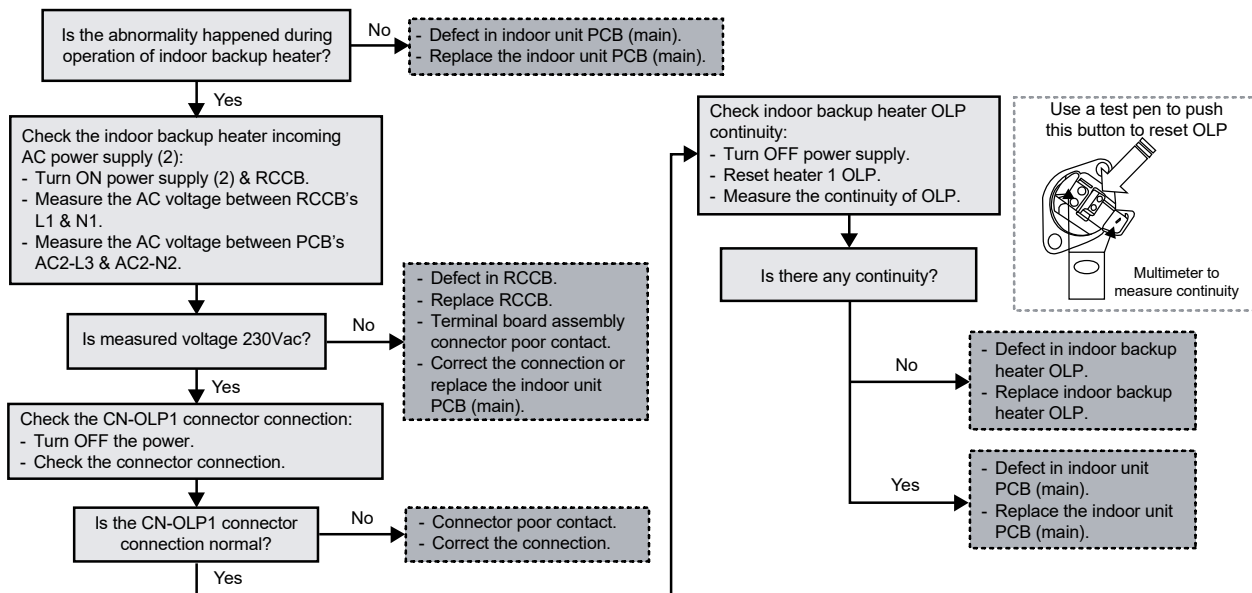 Is the abnormality happened during
operation of indoor backup heater?
No
- Defect in indoor unit PCB (main).
- Replace the indoor unit PCB (main).
Yes
Check the indoor backup heater incoming
AC power supply (2):
- Turn ON power supply (2) & RCCB.
- Measure the AC voltage between RCCB’s
L1 & N1.
- Measure the AC voltage between PCB’s
AC2-L3 & AC2-N2.
Is measured voltage 230Vac?
No
- Defect in RCCB.
- Replace RCCB.
- Terminal board assembly
connector poor contact.
- Correct the connection or
replace the indoor unit
PCB (main).
Yes
Check the CN-OLP1 connector connection:
- Turn OFF the power.
- Check the connector connection.
Is the CN-OLP1 connector
connection normal?
No
- Connector poor contact.
- Correct the connection.
Yes
Check indoor backup heater OLP
continuity:
- Turn OFF power supply.
- Reset heater 1 OLP.
- Measure the continuity of OLP.
Is there any continuity?
No
- Defect in indoor backup
heater OLP.
- Replace indoor backup
heater OLP.
Yes
- Defect in indoor unit
PCB (main).
- Replace the indoor unit
PCB (main).
Use a test pen to push
this button to reset OLP
Multimeter to
measure continuity